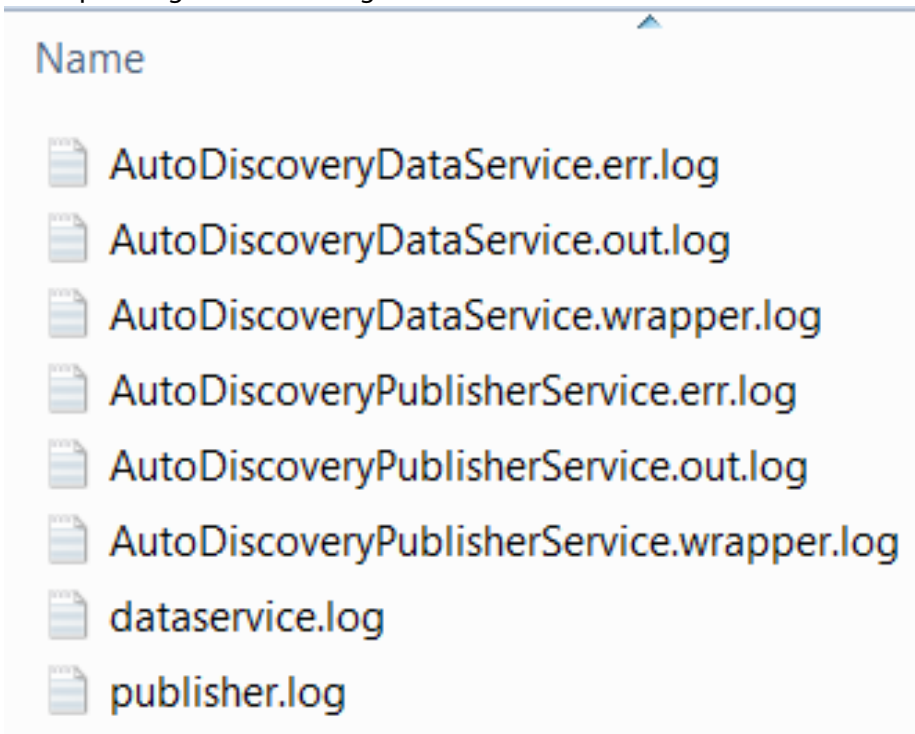 Name
AutoDiscoveryDataService.err.log
AutoDiscoveryDataService.out.log
AutoDiscoveryDataService.wrapper.log
AutoDiscoveryPublisherService.err.log
AutoDiscoveryPublisherService.out.log
AutoDiscoveryPublisherService.wrapper.log
dataservice.log
publisher.log